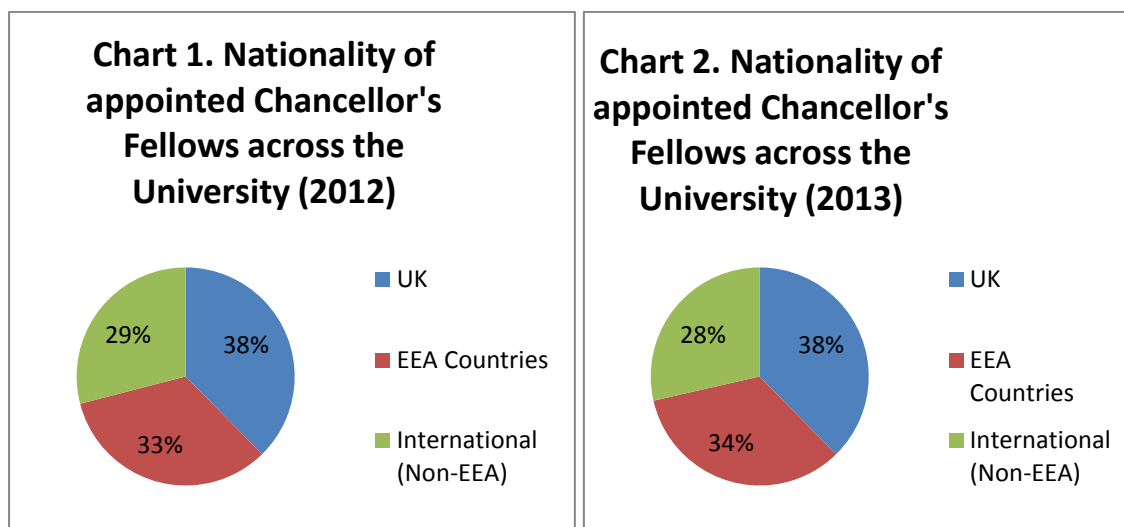 Chart 1. Nationality of
appointed Chancellor's
Fellows across the
University (2012)
29%
38%
33%
UK
EEA Countries
International
(Non-EEA)
Chart 2. Nationality of
appointed Chancellor's
Fellows across the
University (2013)
28%
38%
34%
UK
EEA
Countries
International
(Non-EEA)